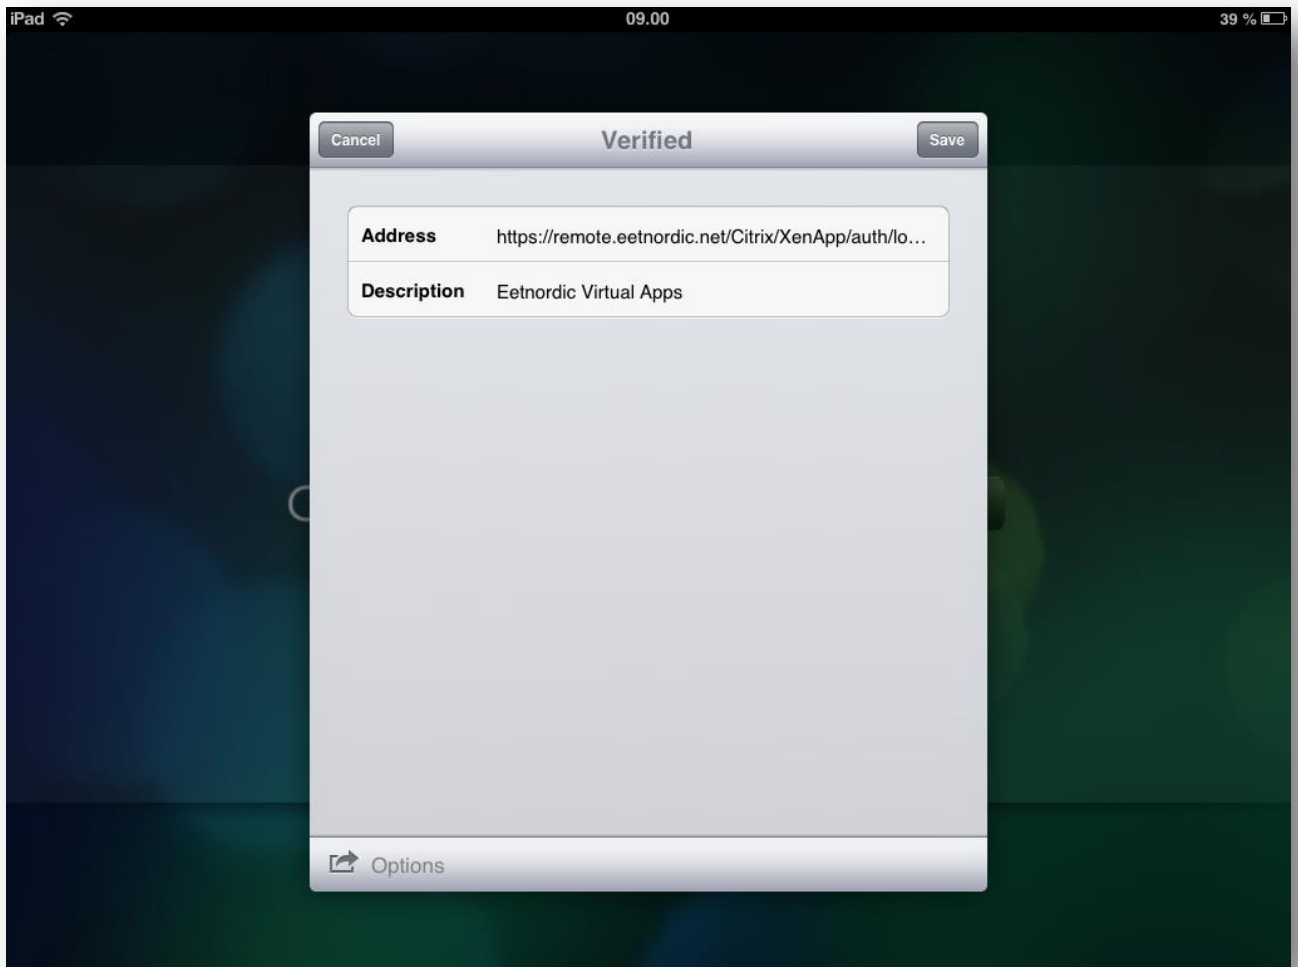 iPad 09.00 39 %
Cancel Verified Save
Address https://remote.eetnordic.net/Citrix/XenApp/auth/lo...
Description Eetnordic Virtual Apps
Options